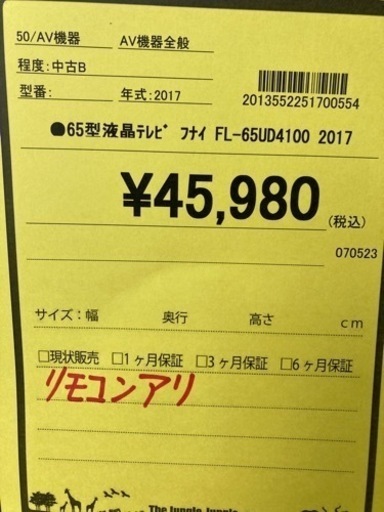 50/AV機器 AV機器全般
程度:中古B
型番: 年式:2017
2013552251700554
●65型液晶ﾃﾚﾋﾞ ﾌﾅｲ FL-65UD4100 2017
¥45,980
(税込)
070523
サイズ:幅 奥行 高さ cm
□現状販売 □1ヶ月保証 □3ヶ月保証 □6ヶ月保証
リモコンアリ
The Jungle Jungle